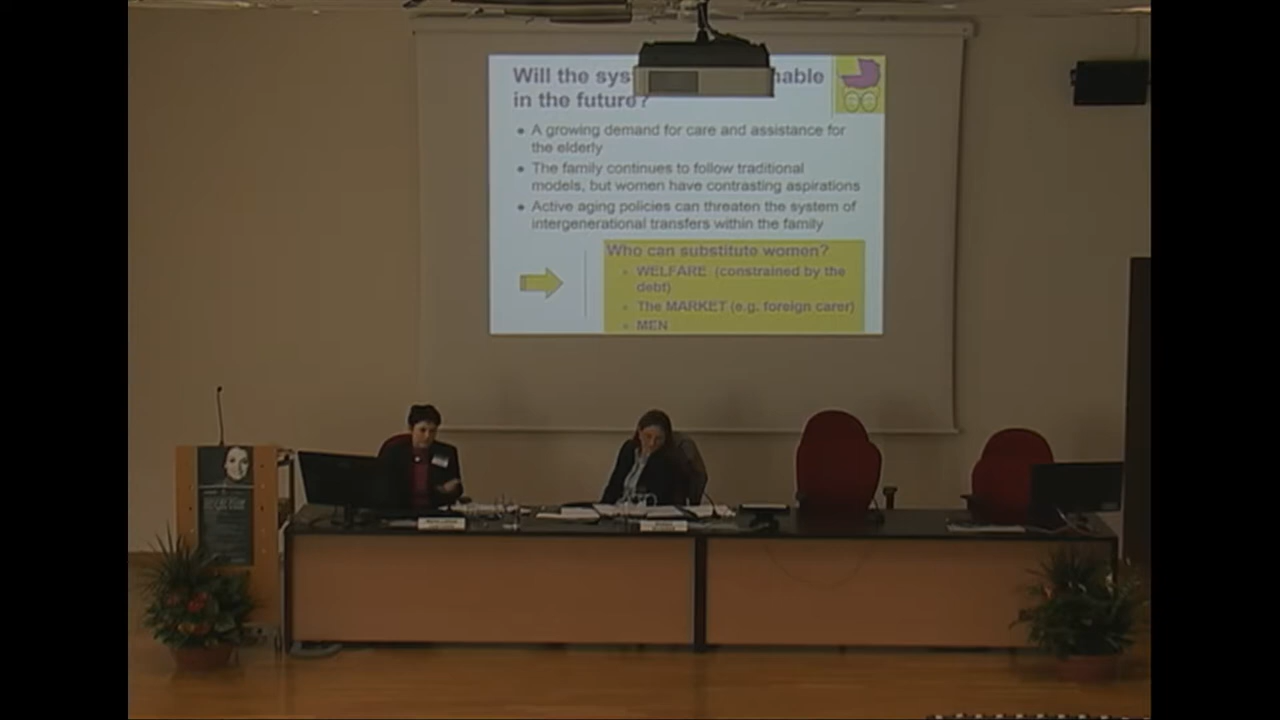 Will the sys nable
in the future?
• A growing demand for care and assistance for
the elderly
• The family continues to follow traditional
models, but women have contrasting aspirations
• Active aging policies can threaten the system of
intergenerational transfers within the family
Who can substitute women?
• WELFARE (constrained by the
debt)
• The MARKET (e.g. foreign carer)
• MEN